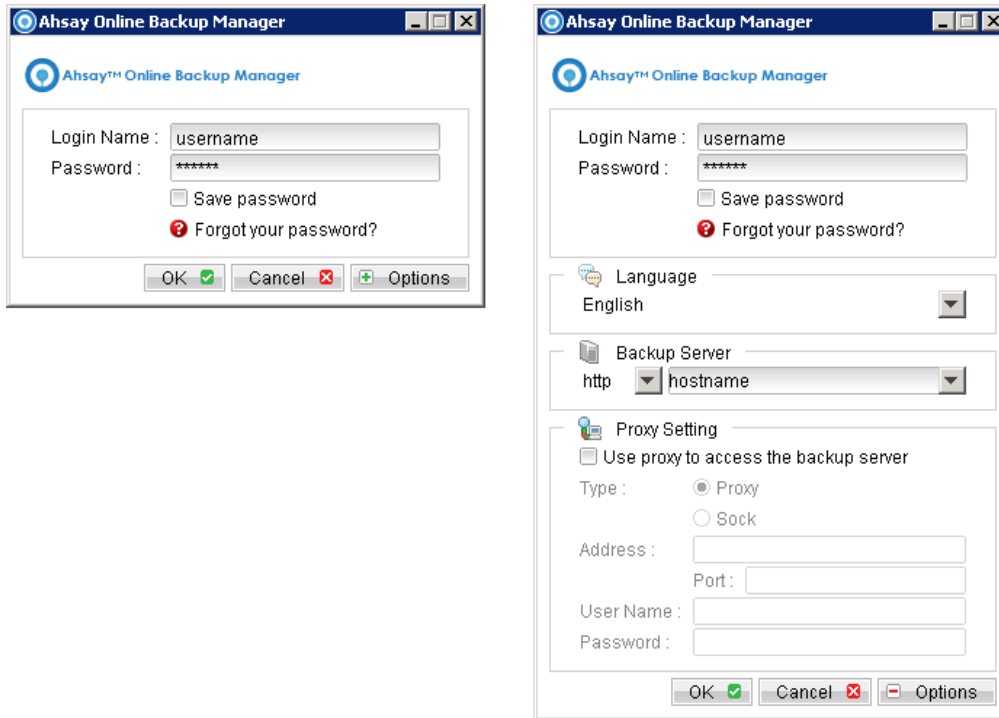 Ahsay Online Backup Manager
Ahsay™ Online Backup Manager
Login Name : username
Password : ******
Save password
Forgot your password?
OK Cancel Options
Ahsay Online Backup Manager
Ahsay™ Online Backup Manager
Login Name : username
Password : ******
Save password
Forgot your password?
Language
English
Backup Server
http hostname
Proxy Setting
Use proxy to access the backup server
Type : Proxy
Sock
Address :
Port :
User Name :
Password :
OK Cancel Options